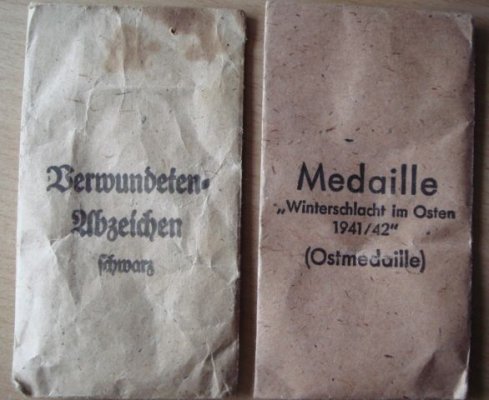 Verwundeten-
Abzeichen
schwarz
Medaille
„Winterschlacht im Osten
1941/42"
(Ostmedaille)